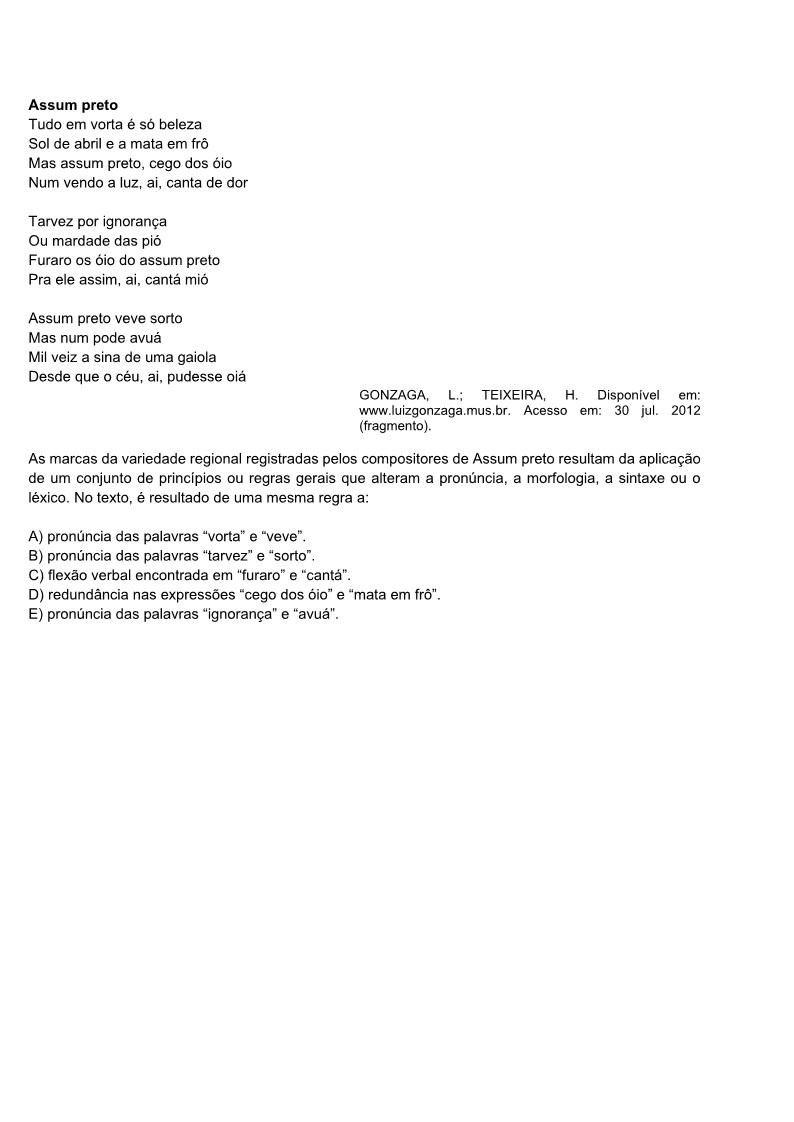 Assum preto
Tudo em vorta é só beleza
Sol de abril e a mata em frô
Mas assum preto, cego dos óio
Num vendo a luz, ai, canta de dor
Tarvez por ignorança
Ou mardade das pió
Furaro os óio do assum preto
Pra ele assim, ai, cantá mió
Assum preto veve sorto
Mas num pode avuá
Mil veiz a sina de uma gaiola
Desde que o céu, ai, pudesse oiá
GONZAGA, L.; TEIXEIRA, H. Disponível em:
www.luizgonzaga.mus.br. Acesso em: 30 jul. 2012
(fragmento).
As marcas da variedade regional registradas pelos compositores de Assum preto resultam da aplicação
de um conjunto de princípios ou regras gerais que alteram a pronúncia, a morfologia, a sintaxe ou o
léxico. No texto, é resultado de uma mesma regra a:
A) pronúncia das palavras “vorta” e “veve”.
B) pronúncia das palavras “tarvez” e “sorto”.
C) flexão verbal encontrada em “furaro” e “cantá”.
D) redundância nas expressões “cego dos óio” e “mata em frô”.
E) pronúncia das palavras “ignorança” e “avuá”.